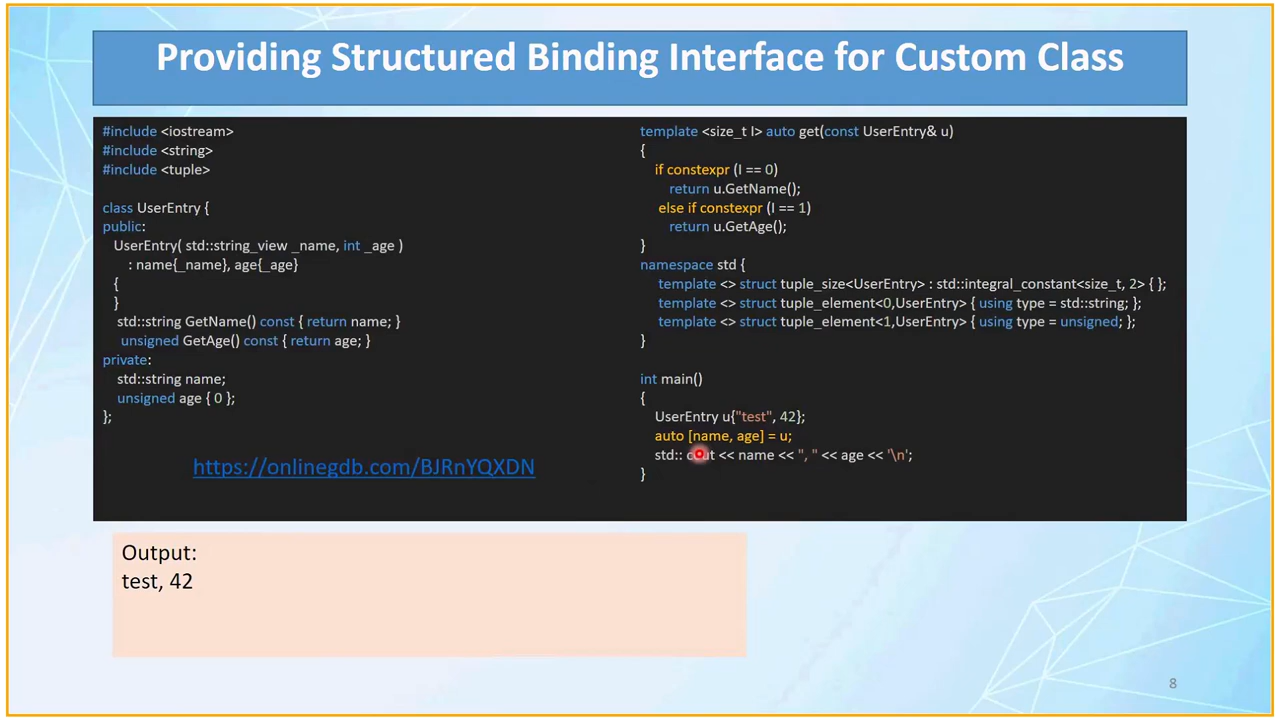 Providing Structured Binding Interface for Custom Class
#include <iostream>
#include <string>
#include <tuple>
class UserEntry {
public:
UserEntry( std::string_view _name, int _age )
: name{_name}, age{_age}
{
}
std::string GetName() const { return name; }
unsigned GetAge() const { return age; }
private:
std::string name;
unsigned age { 0 };
};
https://onlinegdb.com/BJRnYQXDN
template <size_t I> auto get(const UserEntry& u)
{
if constexpr (I == 0)
return u.GetName();
else if constexpr (I == 1)
return u.GetAge();
}
namespace std {
template <> struct tuple_size<UserEntry> : std::integral_constant<size_t, 2> { };
template <> struct tuple_element<0,UserEntry> { using type = std::string; };
template <> struct tuple_element<1,UserEntry> { using type = unsigned; };
}
int main()
{
UserEntry u{"test", 42};
auto [name, age] = u;
std:: cout << name << ", " << age << '\n';
}
Output:
test, 42
8